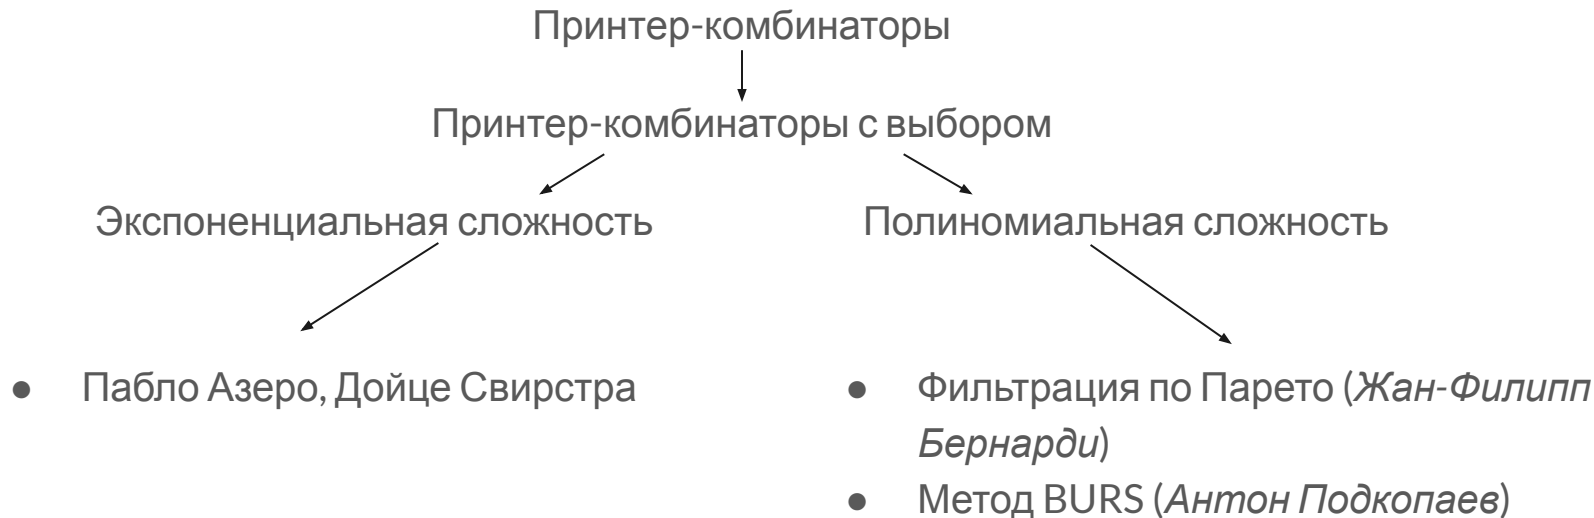 Принтер-комбинаторы
Принтер-комбинаторы с выбором
Экспоненциальная сложность
Полиномиальная сложность
● Пабло Азеро, Дойце Свирстра
● Фильтрация по Парето (Жан-Филипп
Бернарди)
● Метод BURS (Антон Подкопаев)